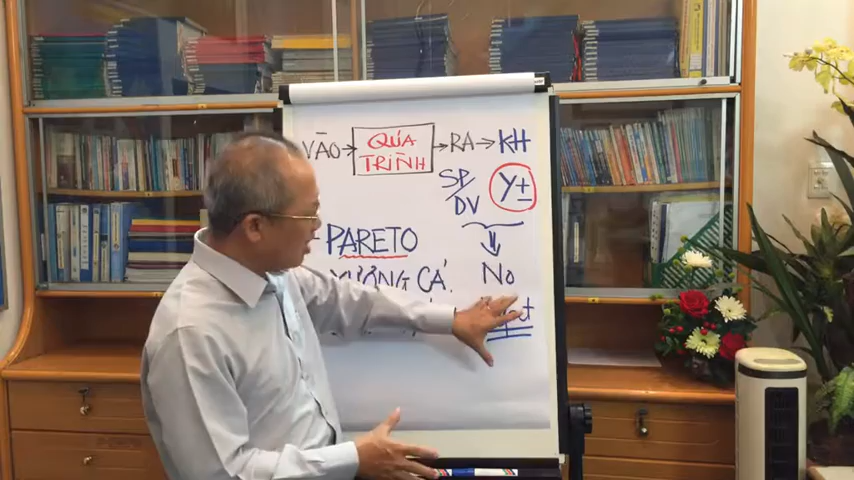 VÀO → QUÁ TRÌNH → RA → KH
SP/DV Y±
PARETO
XƯƠNG CÁ. No